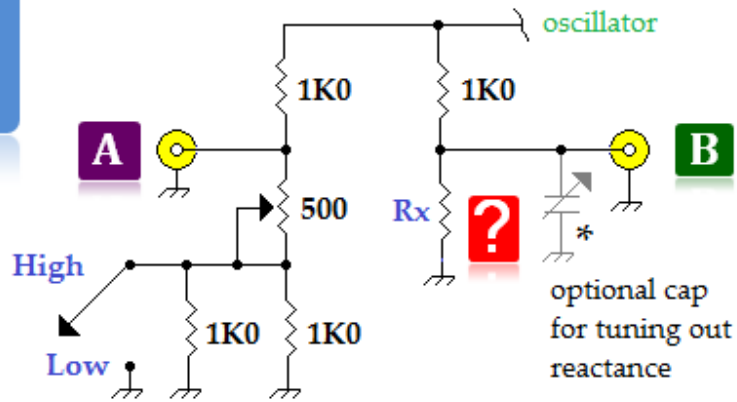 oscillator
1K0
1K0
A
B
500
Rx
?
*
High
optional cap
for tuning out
reactance
1K0
1K0
Low